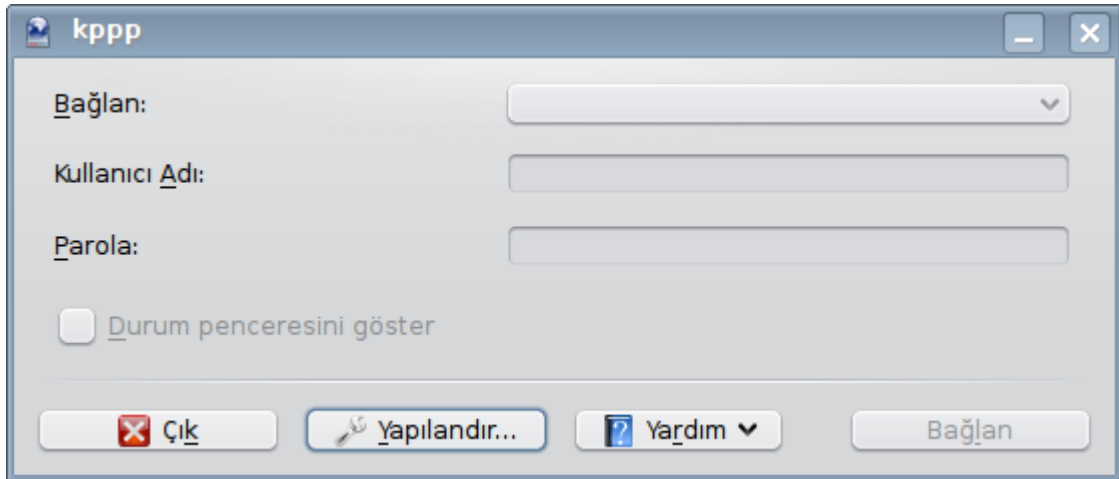 kppp
Bağlan:
Kullanıcı Adı:
Parola:
Durum penceresini göster
Çık Yapılandır... Yardım Bağlan